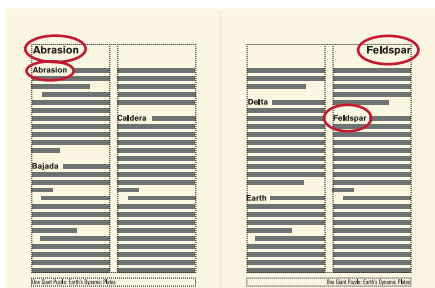 Abrasion
Abrasion
Bajada
Caldera
One Giant Puzzle: Earth's Dynamic Plates
Feldspar
Delta
Earth
Feldspar
One Giant Puzzle: Earth's Dynamic Plates